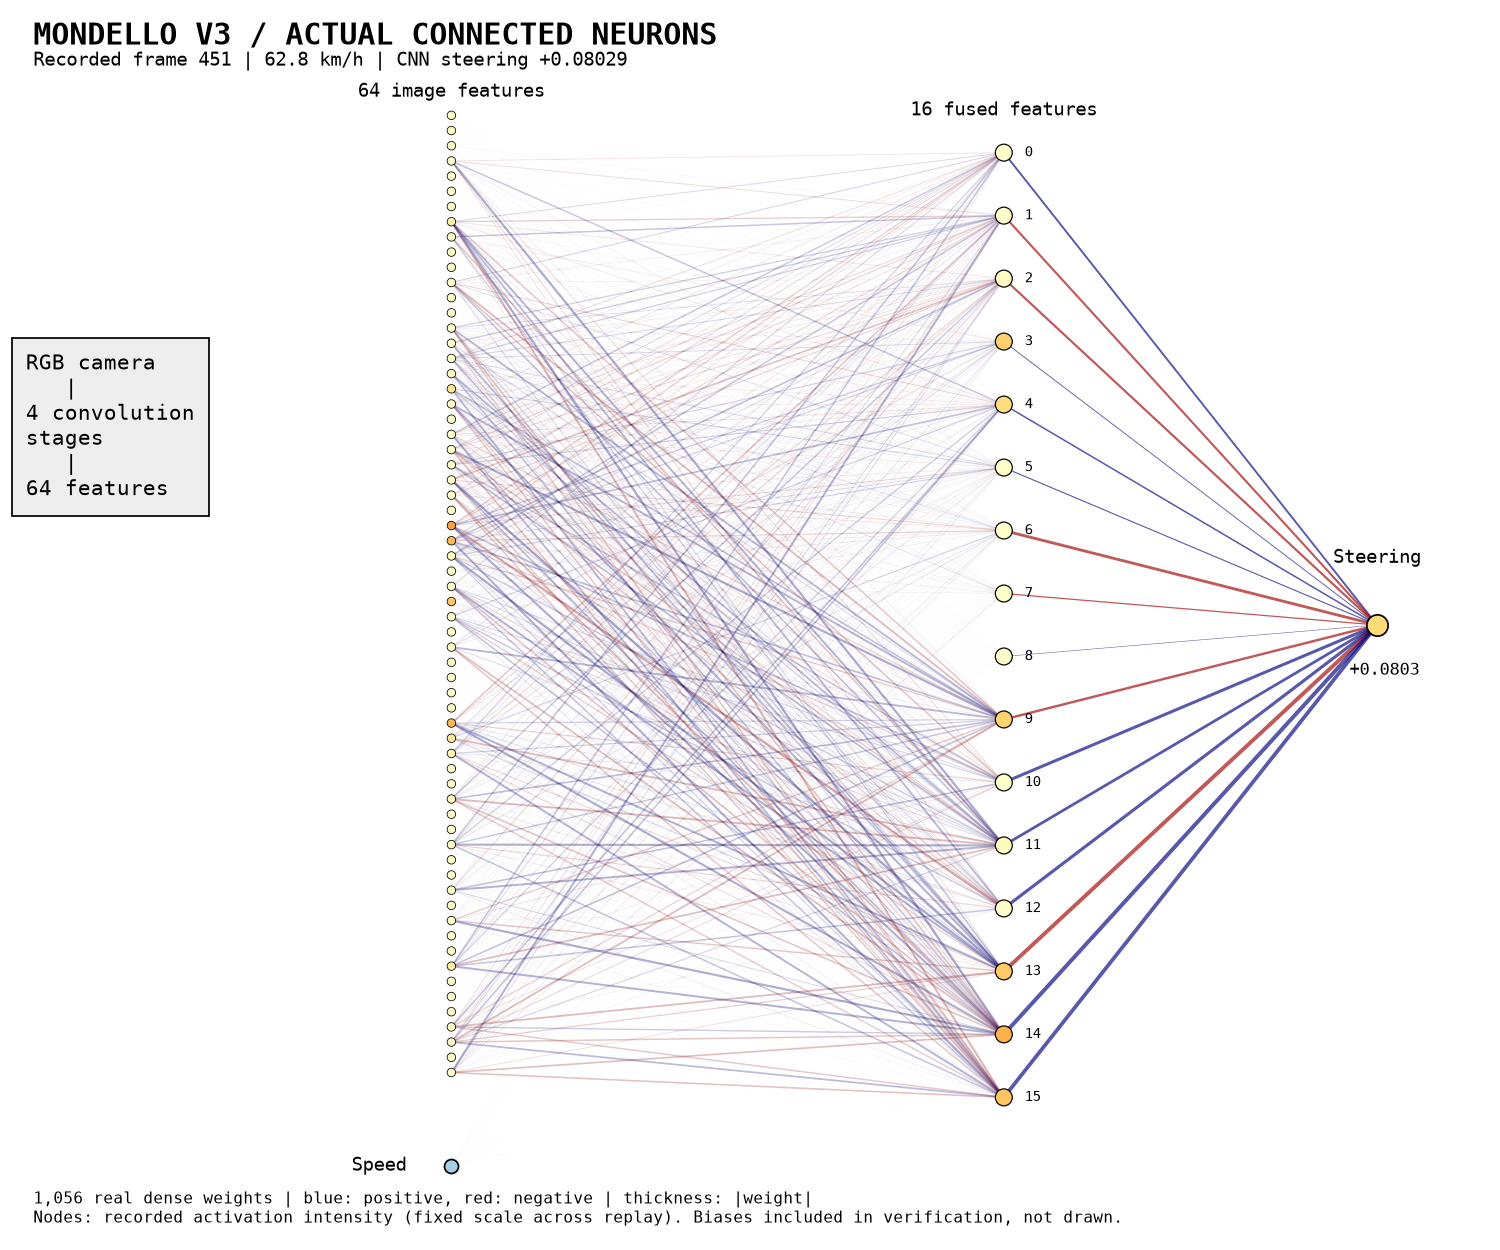 MONDELLO V3 / ACTUAL CONNECTED NEURONS
Recorded frame 451 | 62.8 km/h | CNN steering +0.08029
64 image features
16 fused features
0
1
2
3
4
5
6
7
8
9
10
11
12
13
14
15
RGB camera
|
4 convolution
stages
|
64 features
Steering
+0.0803
Speed
1,056 real dense weights | blue: positive, red: negative | thickness: |weight|
Nodes: recorded activation intensity (fixed scale across replay). Biases included in verification, not drawn.